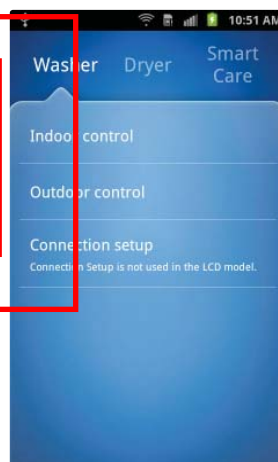 10:51 AM
Washer Dryer Smart Care
Indoor control
Outdoor control
Connection setup
Connection Setup is not used in the LCD model.